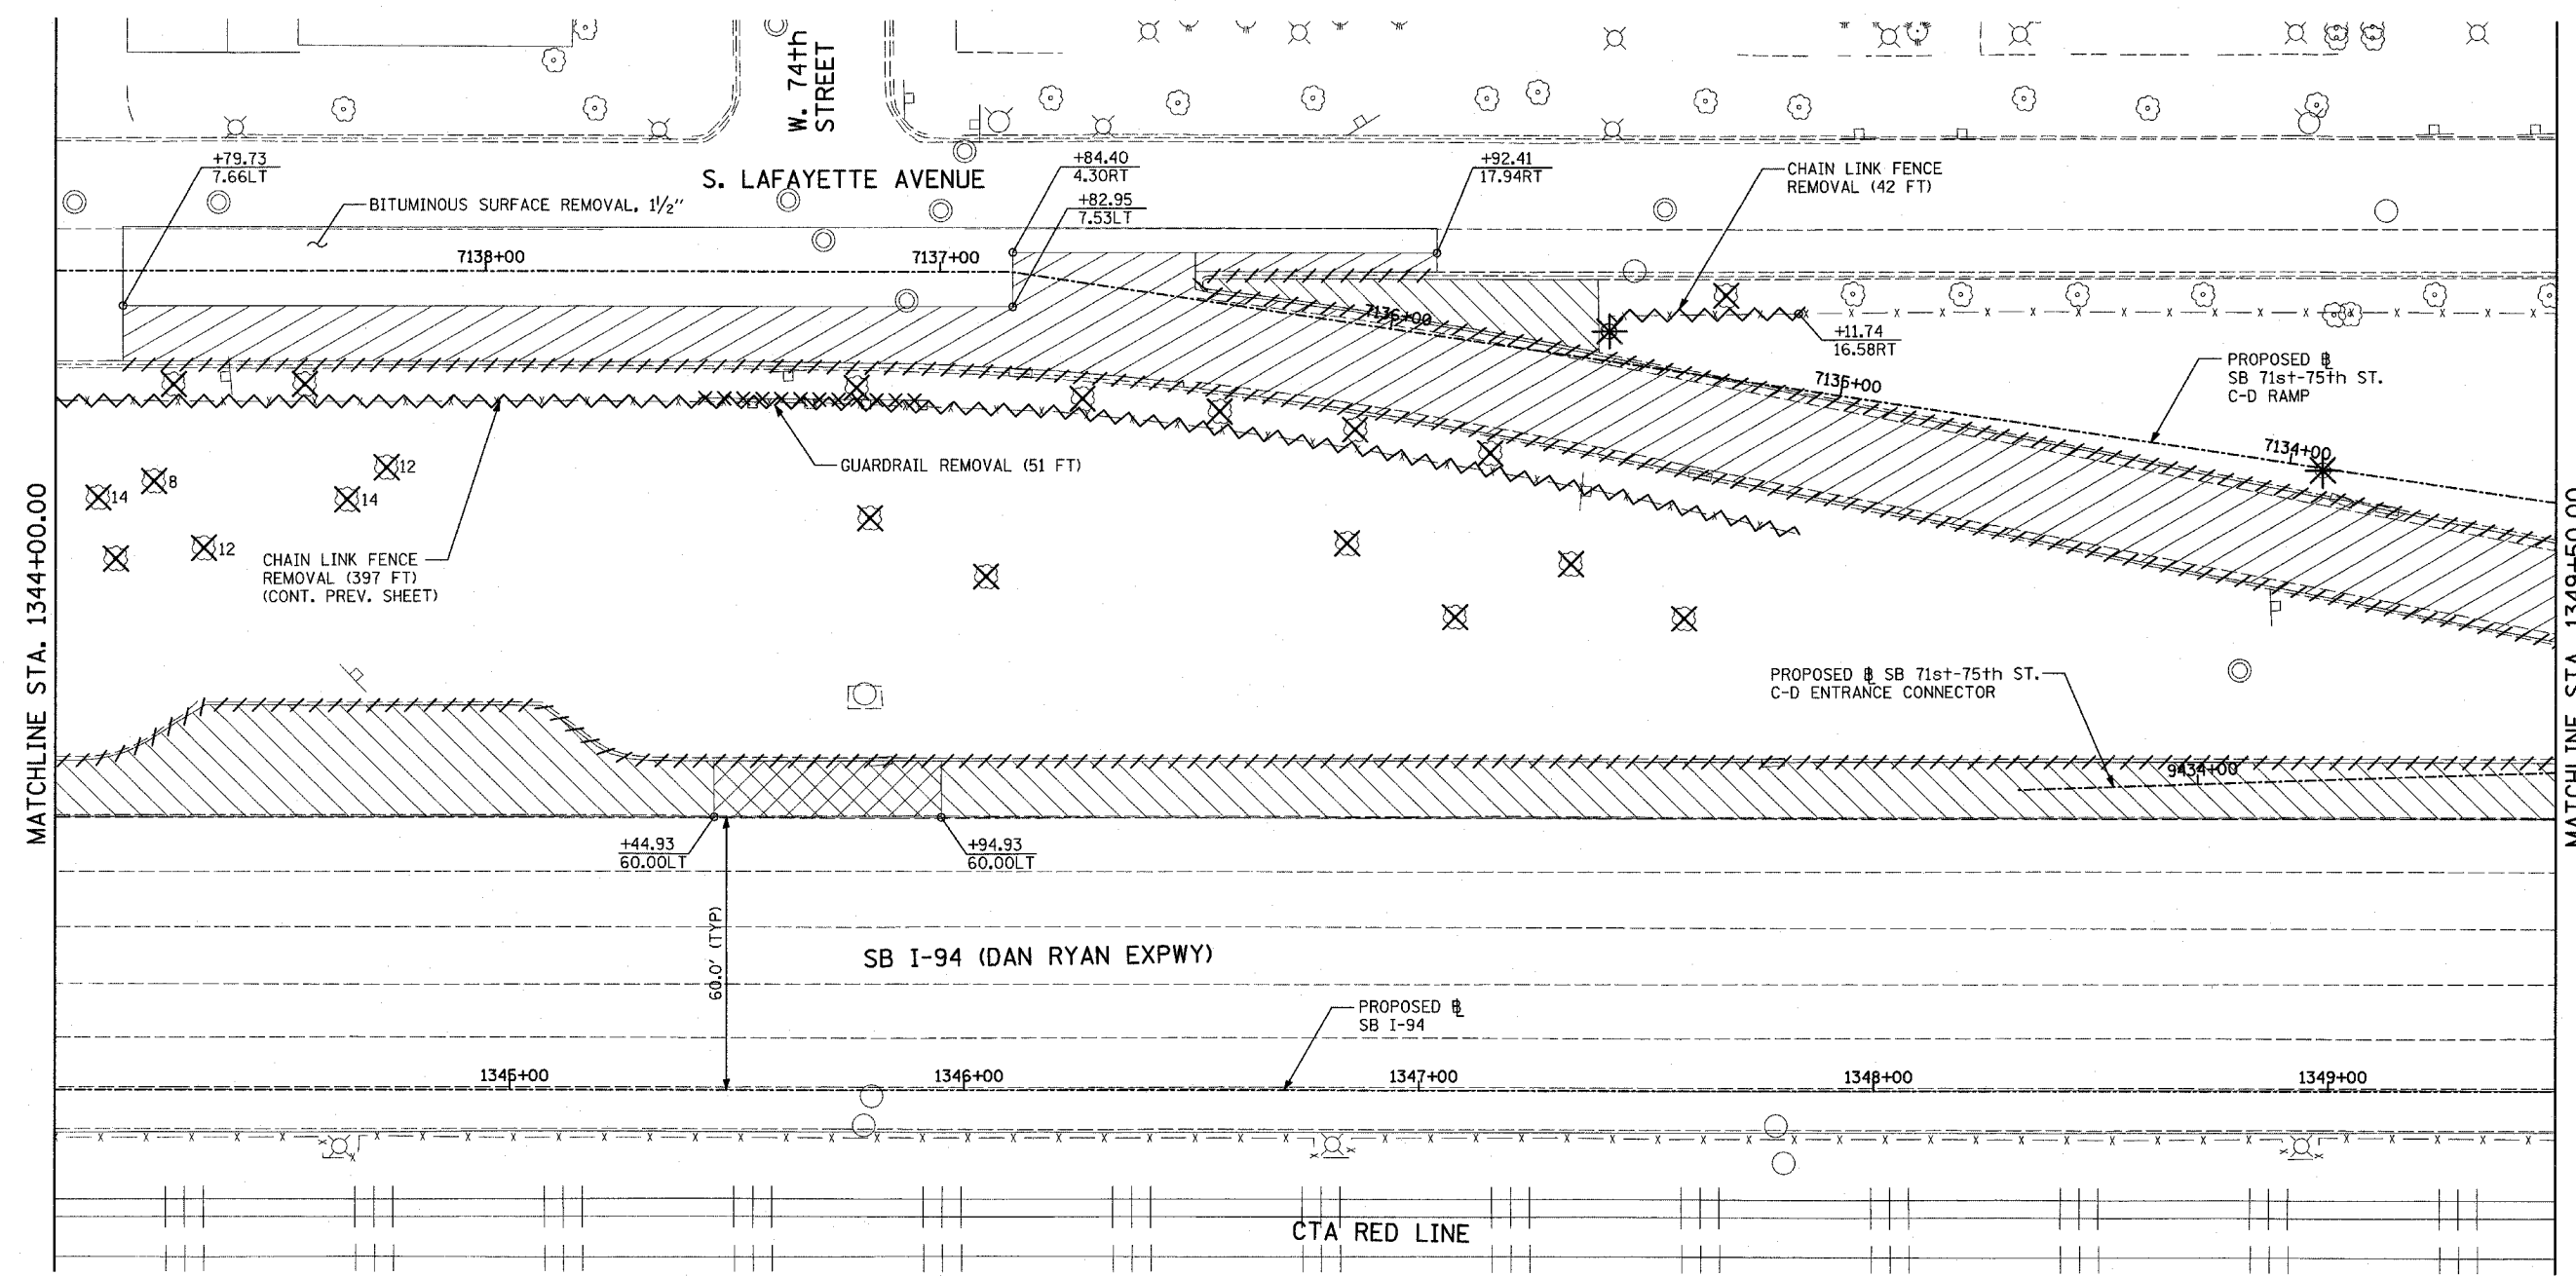 W. 74th
STREET
+79.73
7.66LT
BITUMINOUS SURFACE REMOVAL, 1½"
S. LAFAYETTE AVENUE
+84.40
4.30RT
+82.95
7.53LT
+92.41
17.94RT
CHAIN LINK FENCE
REMOVAL (42 FT)
7138+00
7137+00
7136+00
+11.74
16.58RT
7135+00
PROPOSED ℄
SB 71st-75th ST.
C-D RAMP
7134+00
GUARDRAIL REMOVAL (51 FT)
14
8
12
14
12
CHAIN LINK FENCE
REMOVAL (397 FT)
(CONT. PREV. SHEET)
MATCHLINE STA. 1344+00.00
MATCHLINE STA. 1349+50.00
PROPOSED ℄ SB 71st-75th ST.
C-D ENTRANCE CONNECTOR
9434+00
+44.93
60.00LT
+94.93
60.00LT
60.0' (TYP)
SB I-94 (DAN RYAN EXPWY)
PROPOSED ℄
SB I-94
1345+00
1346+00
1347+00
1348+00
1349+00
CTA RED LINE